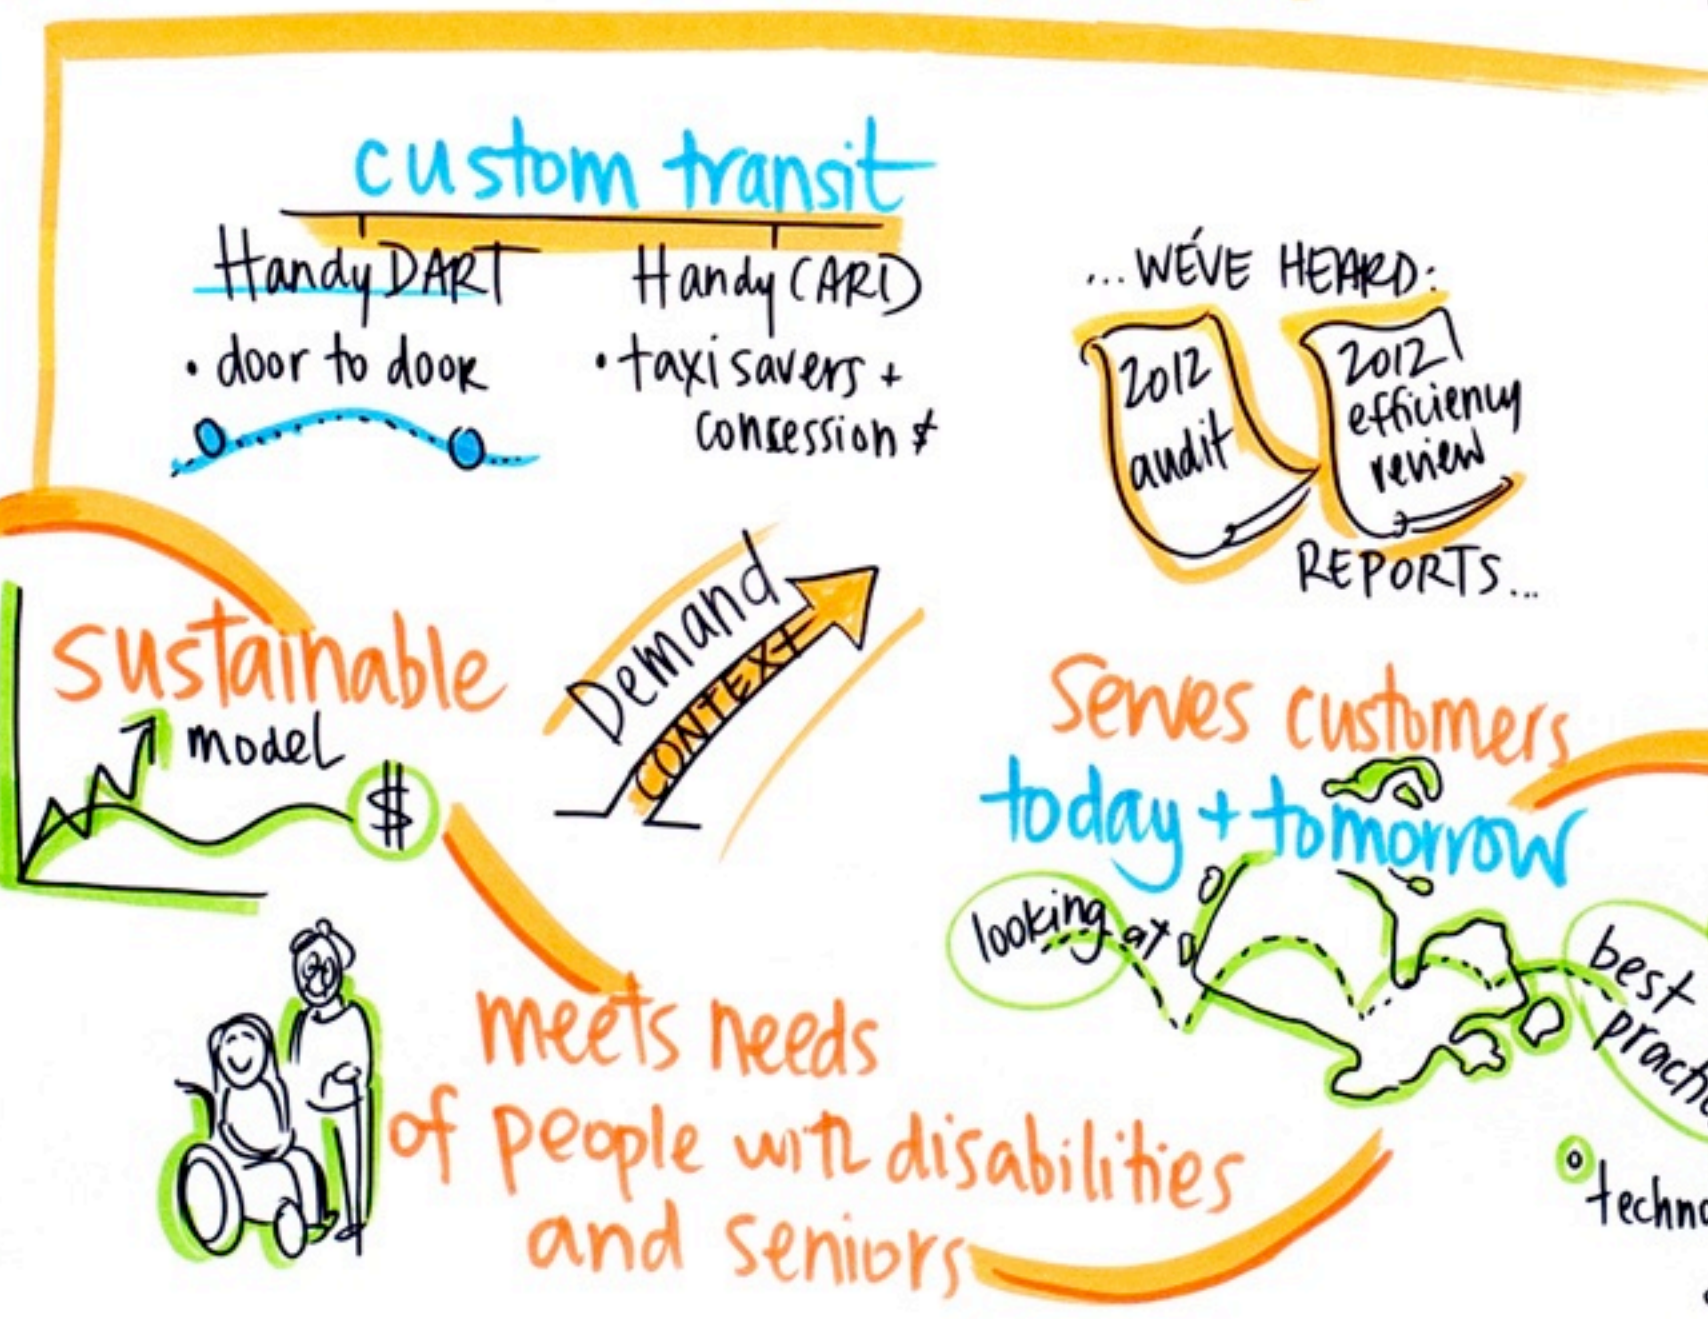 custom transit
HandyDART
• door to door
HandyCARD
• taxi savers +
concession $
...WE'VE HEARD:
2012
audit
2012
efficiency
review
REPORTS...
sustainable
model
$
Demand
CONTEXT
serves customers
today + tomorrow
looking at
best
meets needs
of people with disabilities
and seniors